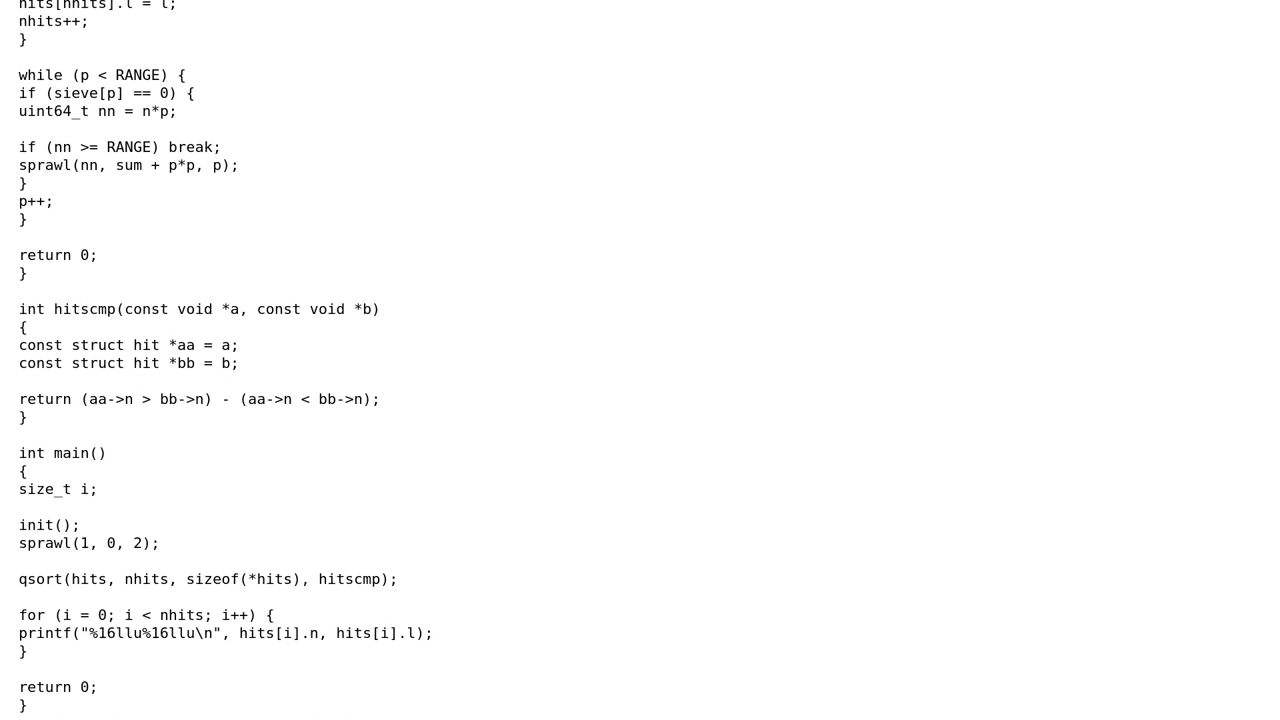 hits[nhits].l = l;
nhits++;
}
while (p < RANGE) {
if (sieve[p] == 0) {
uint64_t nn = n*p;
if (nn >= RANGE) break;
sprawl(nn, sum + p*p, p);
}
p++;
}
return 0;
}
int hitscmp(const void *a, const void *b)
{
const struct hit *aa = a;
const struct hit *bb = b;
return (aa->n > bb->n) - (aa->n < bb->n);
}
int main()
{
size_t i;
init();
sprawl(1, 0, 2);
qsort(hits, nhits, sizeof(*hits), hitscmp);
for (i = 0; i < nhits; i++) {
printf("%16llu%16llu\n", hits[i].n, hits[i].l);
}
return 0;
}